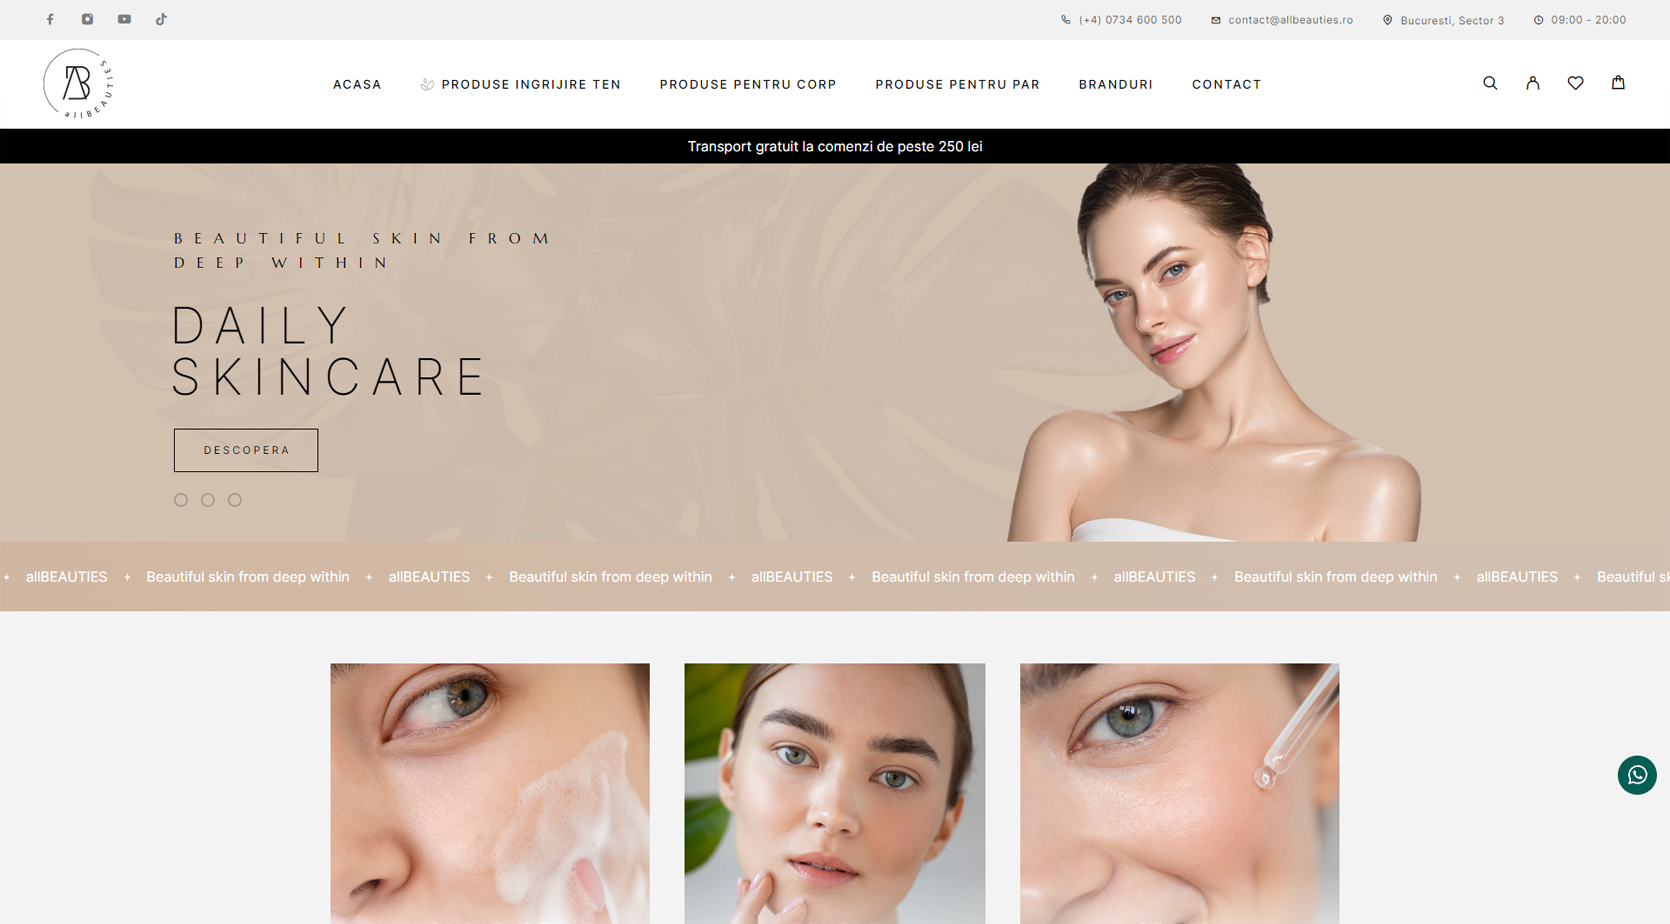 (+4) 0734 600 500
contact@allbeauties.ro
Bucuresti, Sector 3
09:00 - 20:00
AB
allBEAUTIES
ACASA
PRODUSE INGRIJIRE TEN
PRODUSE PENTRU CORP
PRODUSE PENTRU PAR
BRANDURI
CONTACT
Transport gratuit la comenzi de peste 250 lei
BEAUTIFUL SKIN FROM
DEEP WITHIN
DAILY
SKINCARE
DESCOPERA
allBEAUTIES Beautiful skin from deep within allBEAUTIES Beautiful skin from deep within allBEAUTIES Beautiful skin from deep within allBEAUTIES Beautiful skin from deep within allBEAUTIES Beautiful